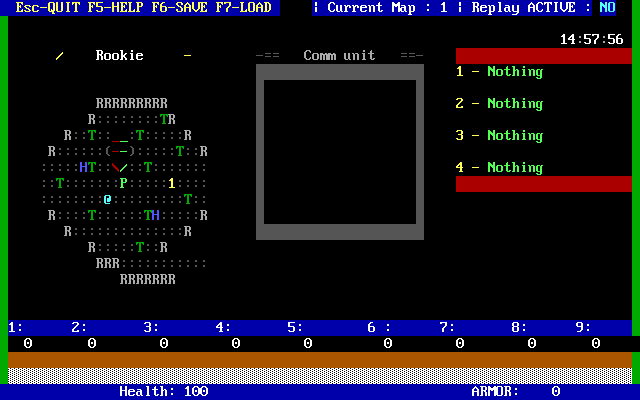 Esc-QUIT F5-HELP F6-SAVE F7-LOAD ¦ Current Map : 1 ¦ Replay ACTIVE : NO
14:57:56
/ Rookie - -== Comm unit ==-
1 - Nothing
2 - Nothing
3 - Nothing
4 - Nothing
RRRRRRRRR
R::::::::TR
R::T::_::T:::::R
R::::::(-):::::T::R
:::::HT::\/::T:::::::
::T:::::::P:::::1::::
::::::::@:::::::::T::
R::::T::::::TH:::::R
R::::::::::::::R
R:::::T::R
RRR:::::::::::
RRRRRRR
1: 2: 3: 4: 5: 6 : 7: 8: 9:
0 0 0 0 0 0 0 0 0
Health: 100 ARMOR: 0